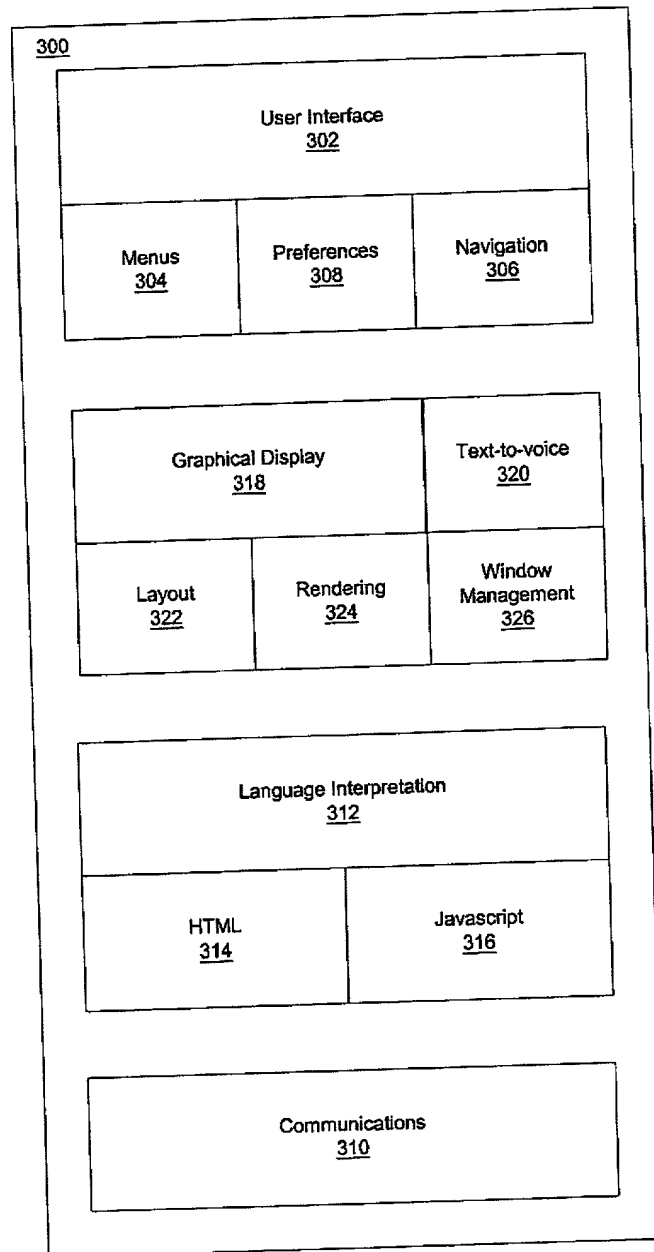 300
User Interface
302
Menus
304
Preferences
308
Navigation
306
Graphical Display
318
Text-to-voice
320
Layout
322
Rendering
324
Window
Management
326
Language Interpretation
312
HTML
314
Javascript
316
Communications
310